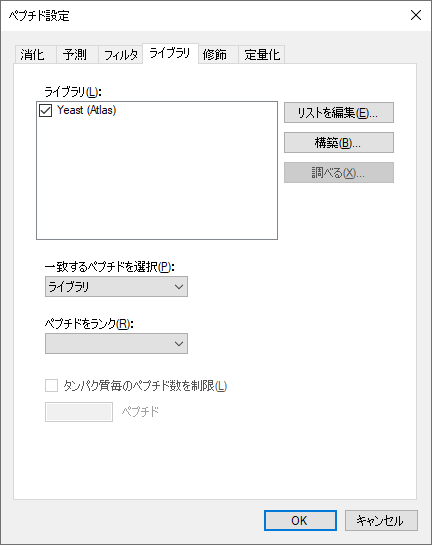 ペプチド設定
消化 予測 フィルタ ライブラリ 修飾 定量化
ライブラリ(L):
Yeast (Atlas)
リストを編集(E)...
構築(B)...
調べる(X)...
一致するペプチドを選択(P):
ライブラリ
ペプチドをランク(R):
タンパク質毎のペプチド数を制限(L)
ペプチド
OK キャンセル